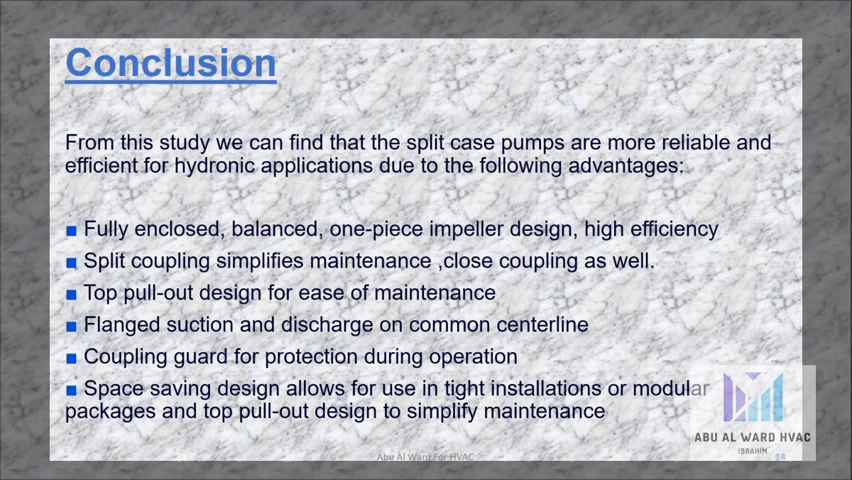 Conclusion
From this study we can find that the split case pumps are more reliable and
efficient for hydronic applications due to the following advantages:
■ Fully enclosed, balanced, one-piece impeller design, high efficiency
■ Split coupling simplifies maintenance ,close coupling as well.
■ Top pull-out design for ease of maintenance
■ Flanged suction and discharge on common centerline
■ Coupling guard for protection during operation
■ Space saving design allows for use in tight installations or modular
packages and top pull-out design to simplify maintenance
ABU AL WARD HVAC
IBRAHIM
14
Abu Al Ward For HVAC